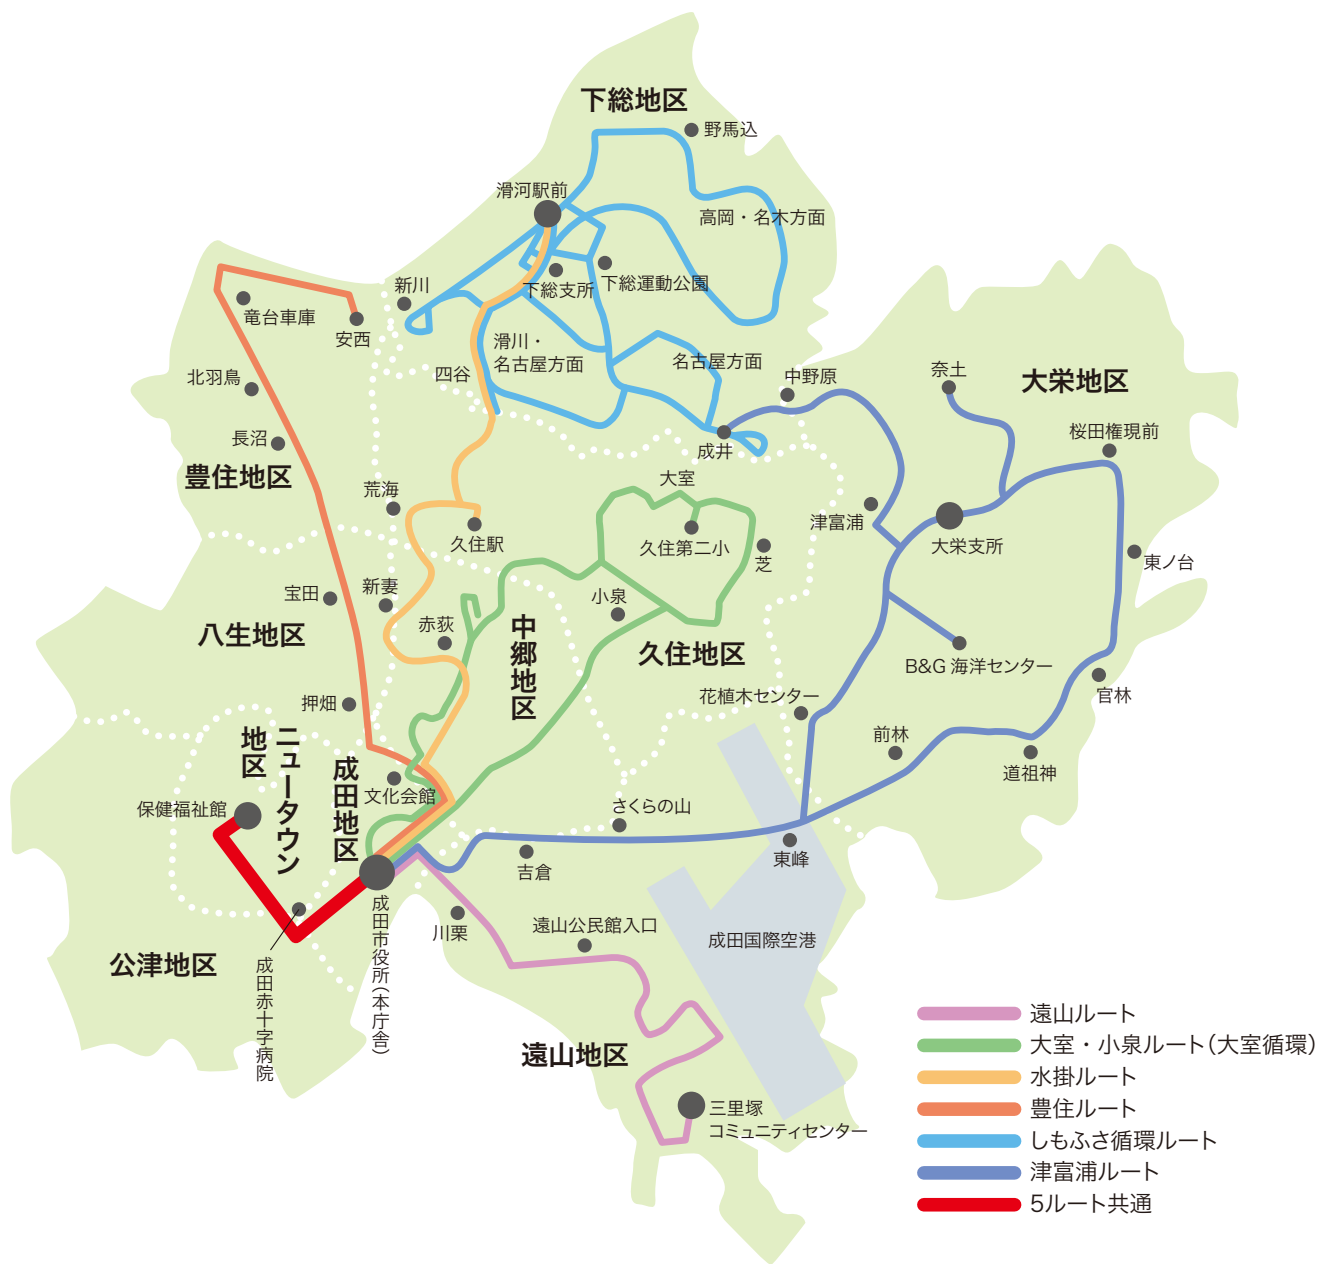 下総地区
野馬込
滑河駅前
高岡・名木方面
下総支所
下総運動公園
新川
竜台車庫
安西
滑川・
名古屋方面
名古屋方面
四谷
北羽鳥
長沼
豊住地区
中野原
奈土
大栄地区
桜田権現前
成井
大室
荒海
久住駅
久住第二小
芝
津富浦
大栄支所
東ノ台
宝田
新妻
小泉
赤荻
八生地区
中郷地区
久住地区
B&G 海洋センター
官林
押畑
花植木センター
前林
道祖神
ニュータウン
地区
成田地区
文化会館
保健福祉館
さくらの山
吉倉
東峰
成田市役所(本庁舎)
川栗
遠山公民館入口
成田国際空港
公津地区
成田赤十字病院
遠山地区
三里塚
コミュニティセンター
遠山ルート
大室・小泉ルート(大室循環)
水掛ルート
豊住ルート
しもふさ循環ルート
津富浦ルート
5ルート共通